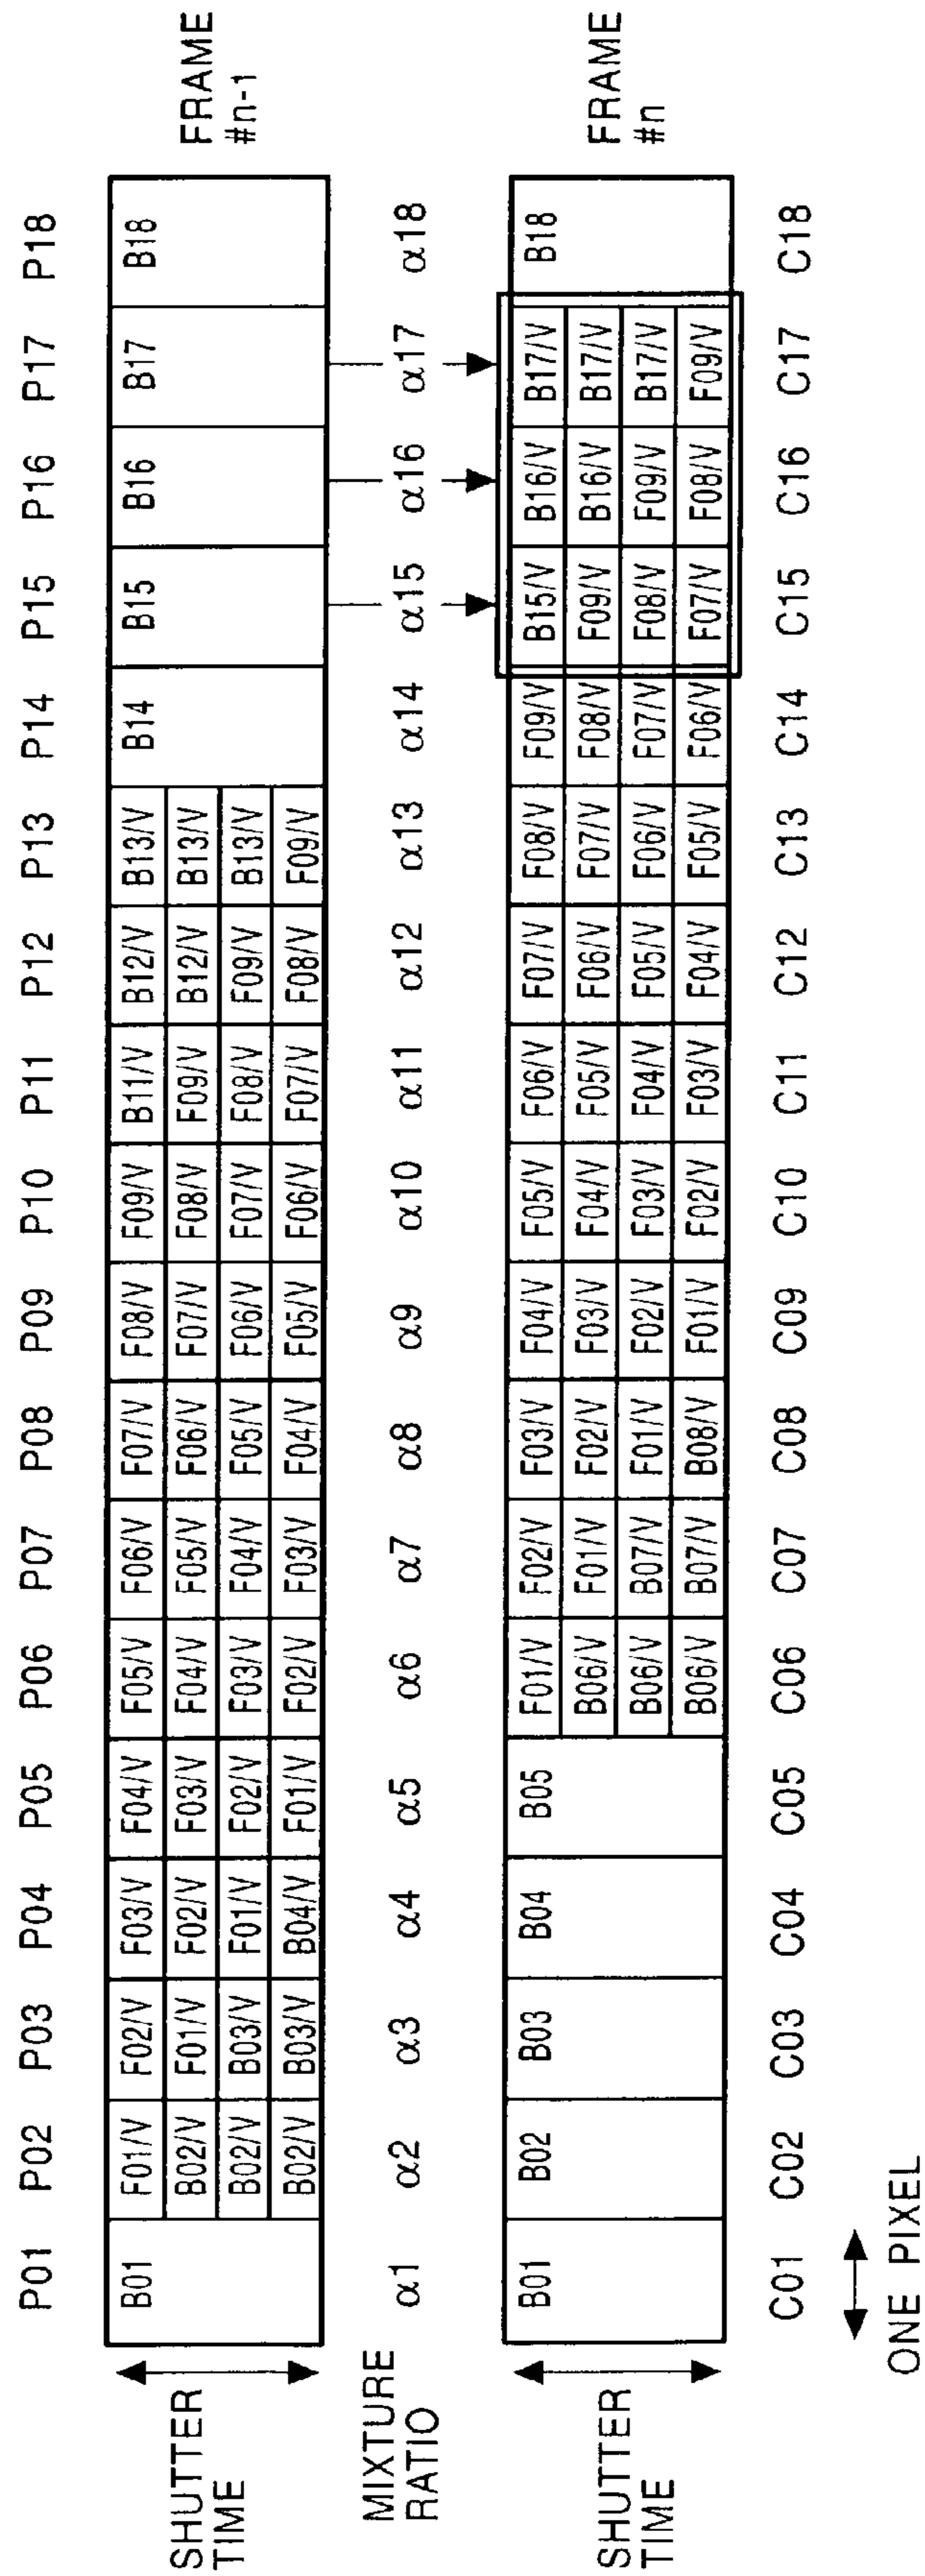 P01 P02 P03 P04 P05 P06 P07 P08 P09 P10 P11 P12 P13 P14 P15 P16 P17 P18
B01 F01/V F02/V F03/V F04/V F05/V F06/V F07/V F08/V F09/V B11/V B12/V B13/V B14 B15 B16 B17 B18
B02/V F01/V F02/V F03/V F04/V F05/V F06/V F07/V F08/V F09/V B12/V B13/V
B02/V B03/V F01/V F02/V F03/V F04/V F05/V F06/V F07/V F08/V F09/V B13/V
B02/V B03/V B04/V F01/V F02/V F03/V F04/V F05/V F06/V F07/V F08/V F09/V
SHUTTER
TIME
FRAME
#n-1
MIXTURE
RATIO
α1 α2 α3 α4 α5 α6 α7 α8 α9 α10 α11 α12 α13 α14 α15 α16 α17 α18
B01 B02 B03 B04 B05 F01/V F02/V F03/V F04/V F05/V F06/V F07/V F08/V F09/V B15/V B16/V B17/V B18
B06/V F01/V F02/V F03/V F04/V F05/V F06/V F07/V F08/V F09/V B16/V B17/V
B06/V B07/V F01/V F02/V F03/V F04/V F05/V F06/V F07/V F08/V F09/V B17/V
B06/V B07/V B08/V F01/V F02/V F03/V F04/V F05/V F06/V F07/V F08/V F09/V
SHUTTER
TIME
FRAME
#n
C01 C02 C03 C04 C05 C06 C07 C08 C09 C10 C11 C12 C13 C14 C15 C16 C17 C18
ONE PIXEL